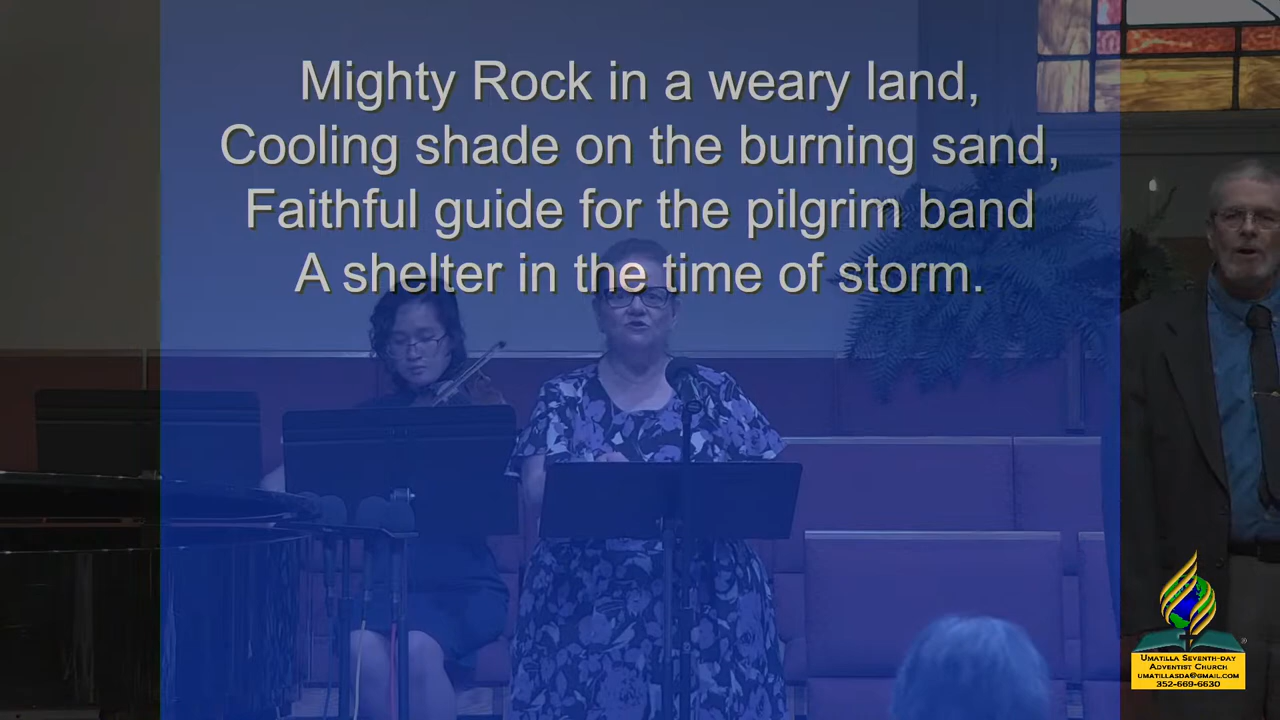 Mighty Rock in a weary land,
Cooling shade on the burning sand,
Faithful guide for the pilgrim band
A shelter in the time of storm.
UMATILLA SEVENTH-DAY
ADVENTIST CHURCH
UMATILLASDA@GMAIL.COM
352-669-6630